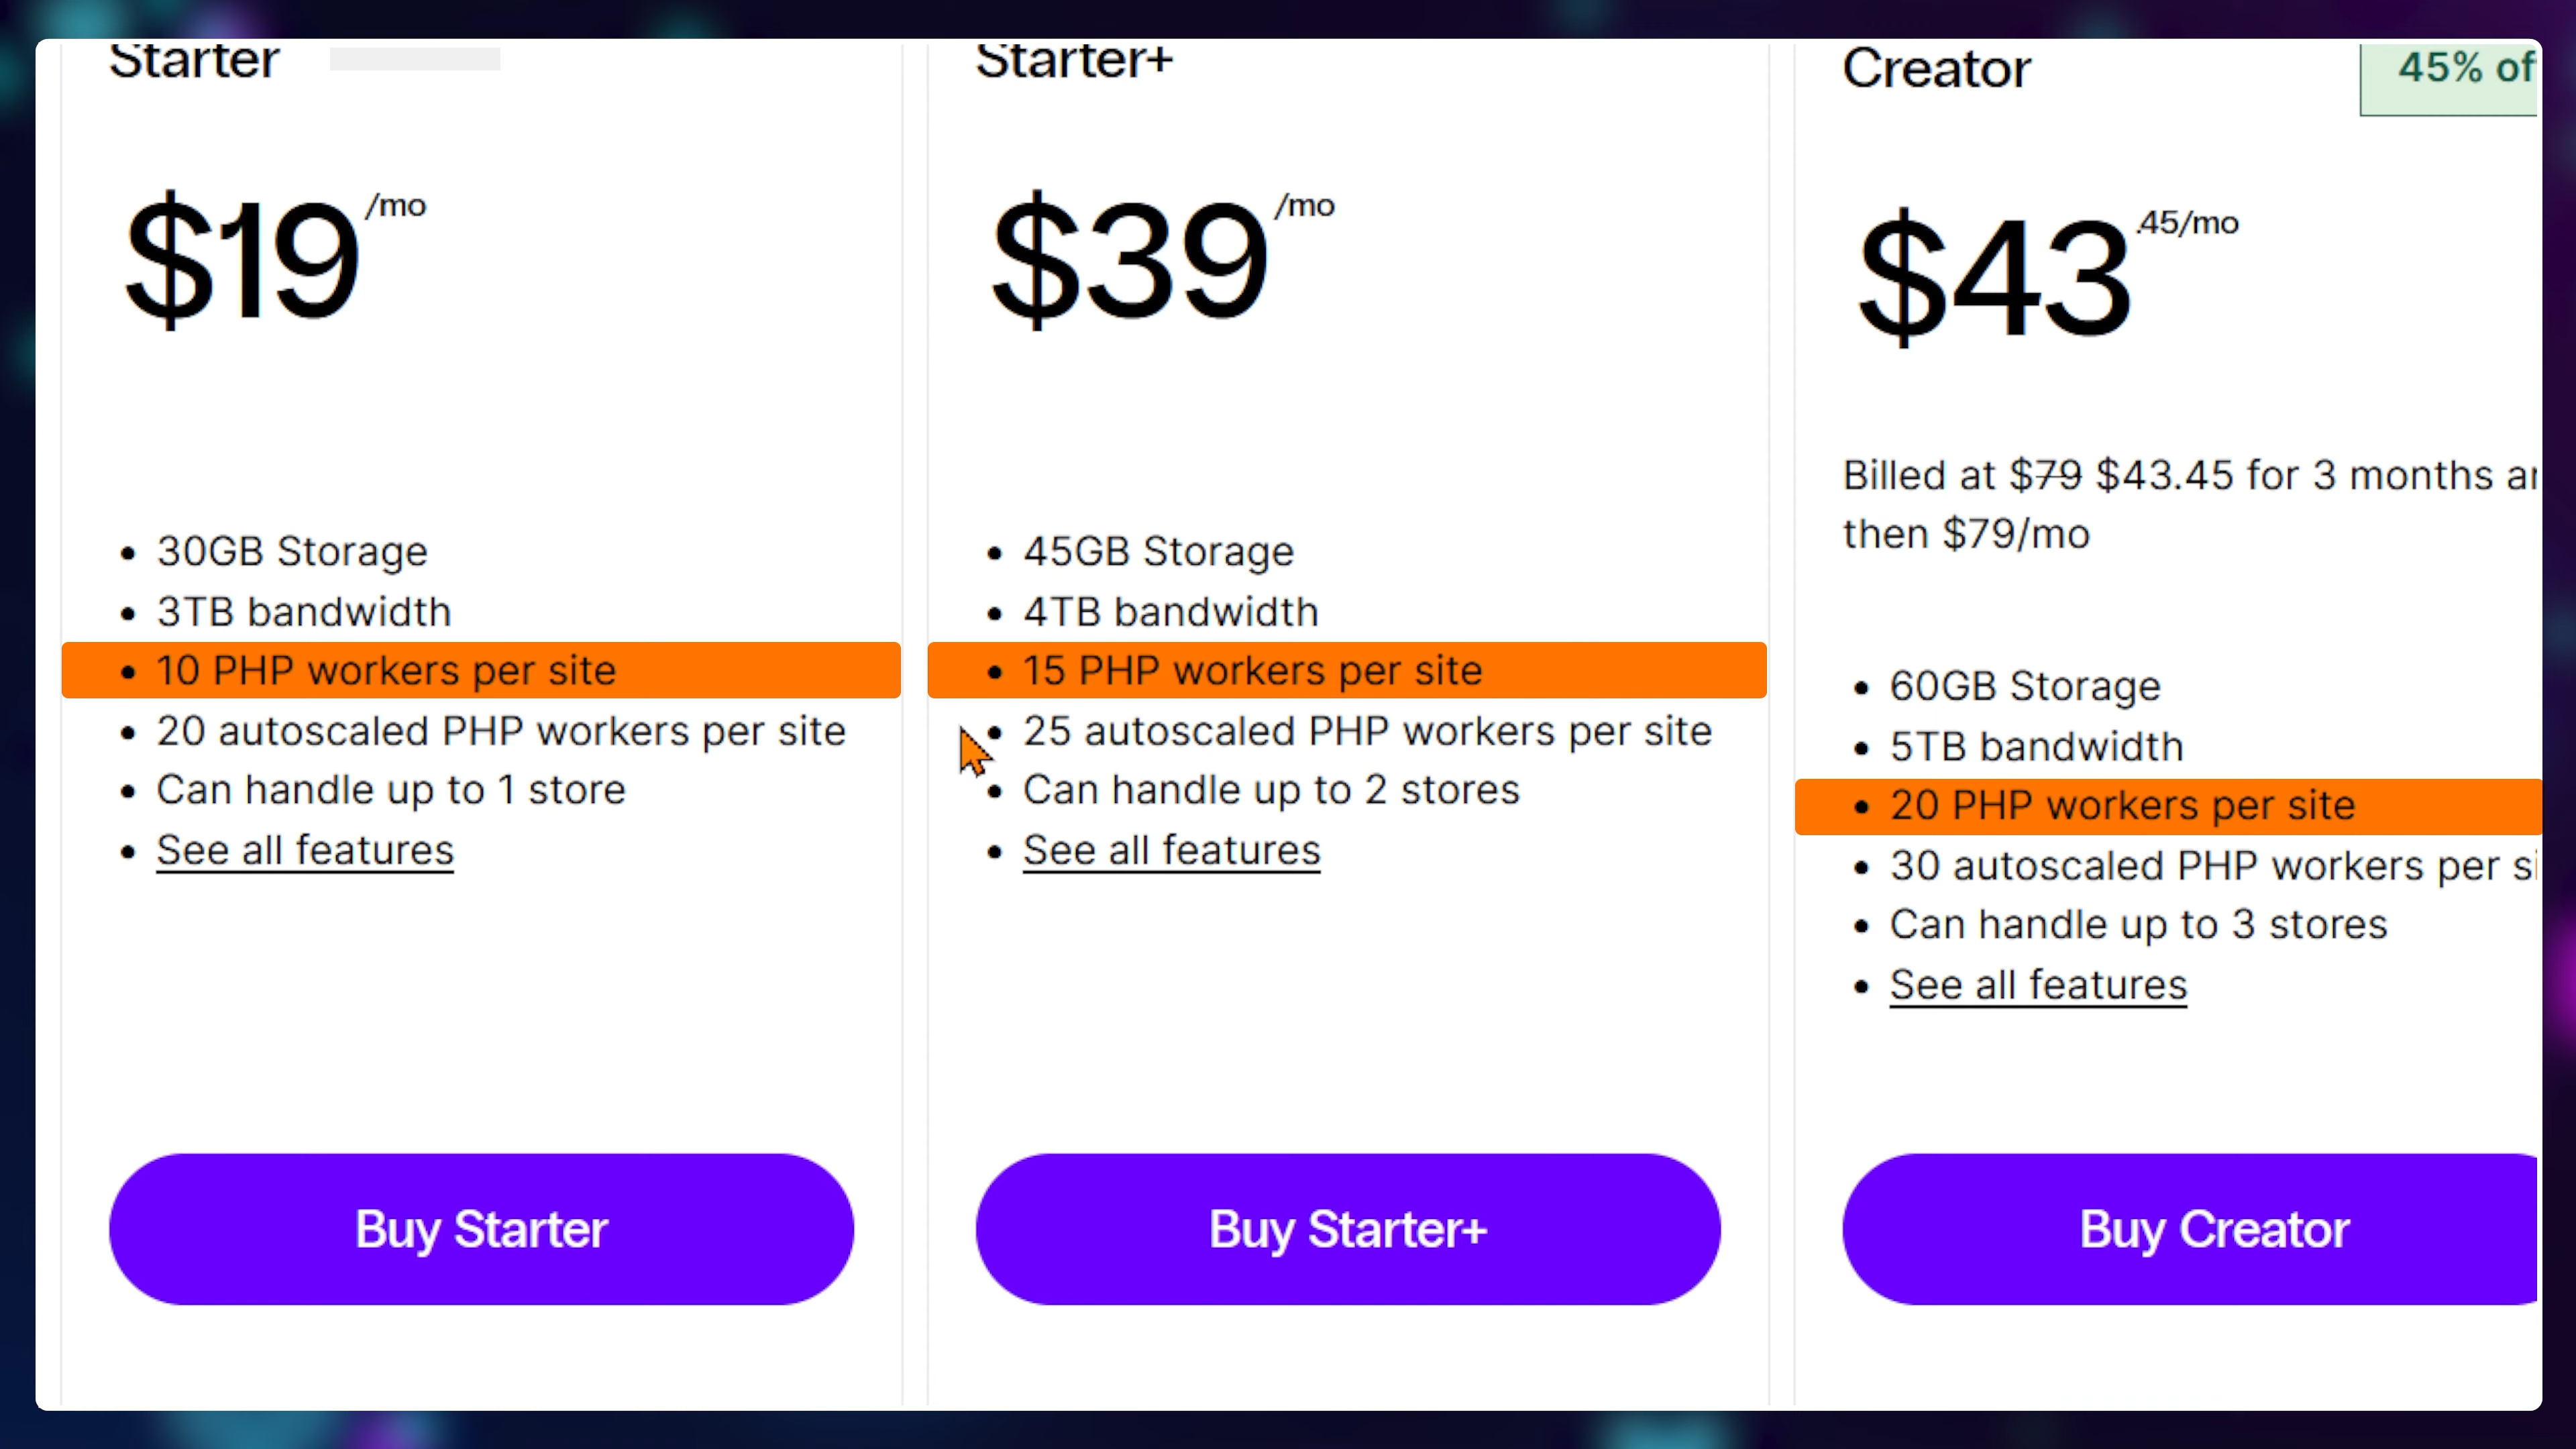 Starter
$19/mo
30GB Storage
3TB bandwidth
10 PHP workers per site
20 autoscaled PHP workers per site
Can handle up to 1 store
See all features
Buy Starter
Starter+
$39/mo
45GB Storage
4TB bandwidth
15 PHP workers per site
25 autoscaled PHP workers per site
Can handle up to 2 stores
See all features
Buy Starter+
Creator
45% of
$43.45/mo
Billed at $79 $43.45 for 3 months
then $79/mo
60GB Storage
5TB bandwidth
20 PHP workers per site
30 autoscaled PHP workers per
Can handle up to 3 stores
See all features
Buy Creator